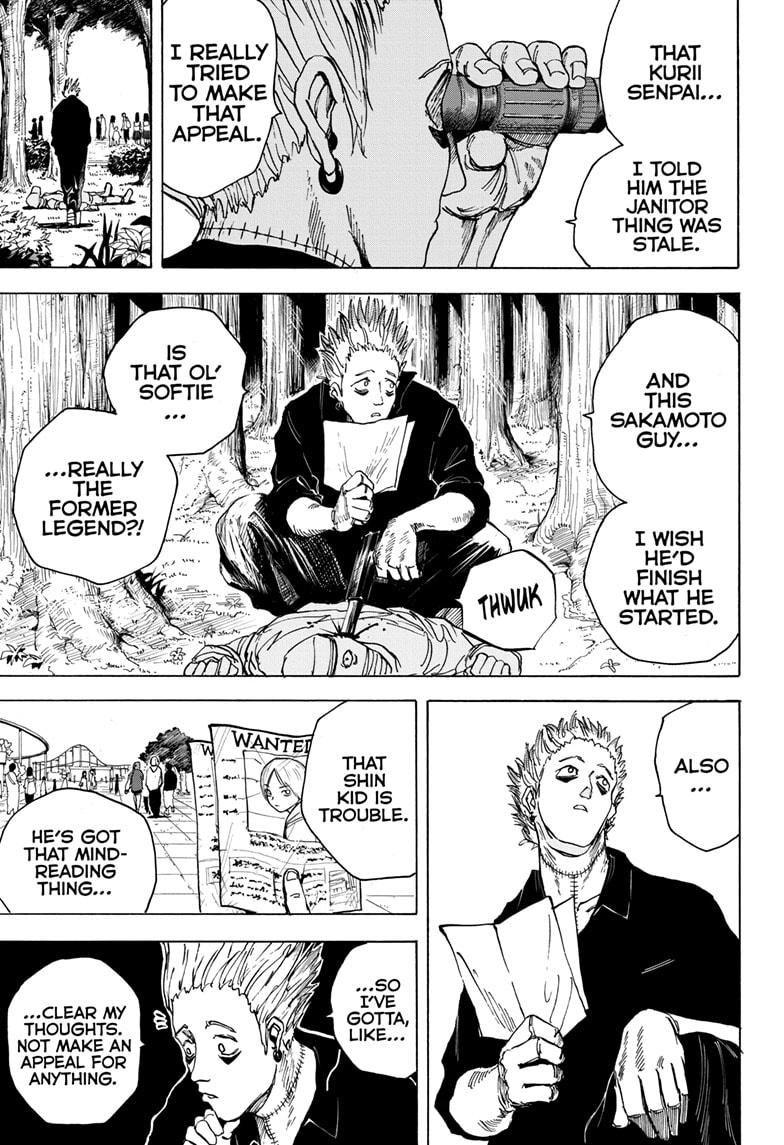 THAT
KURII
SENPAI...
I TOLD
HIM THE
JANITOR
THING WAS
STALE.
I REALLY
TRIED
TO MAKE
THAT
APPEAL.
AND
THIS
SAKAMOTO
GUY...
I WISH
HE'D
FINISH
WHAT HE
STARTED.
THWUK
IS
THAT OL'
SOFTIE
...
...REALLY
THE
FORMER
LEGEND?!
ALSO
...
THAT
SHIN
KID IS
TROUBLE.
W
WANTED
HE'S GOT
THAT MIND-
READING
THING...
...SO
I'VE
GOTTA,
LIKE...
...CLEAR MY
THOUGHTS.
NOT MAKE AN
APPEAL FOR
ANYTHING.